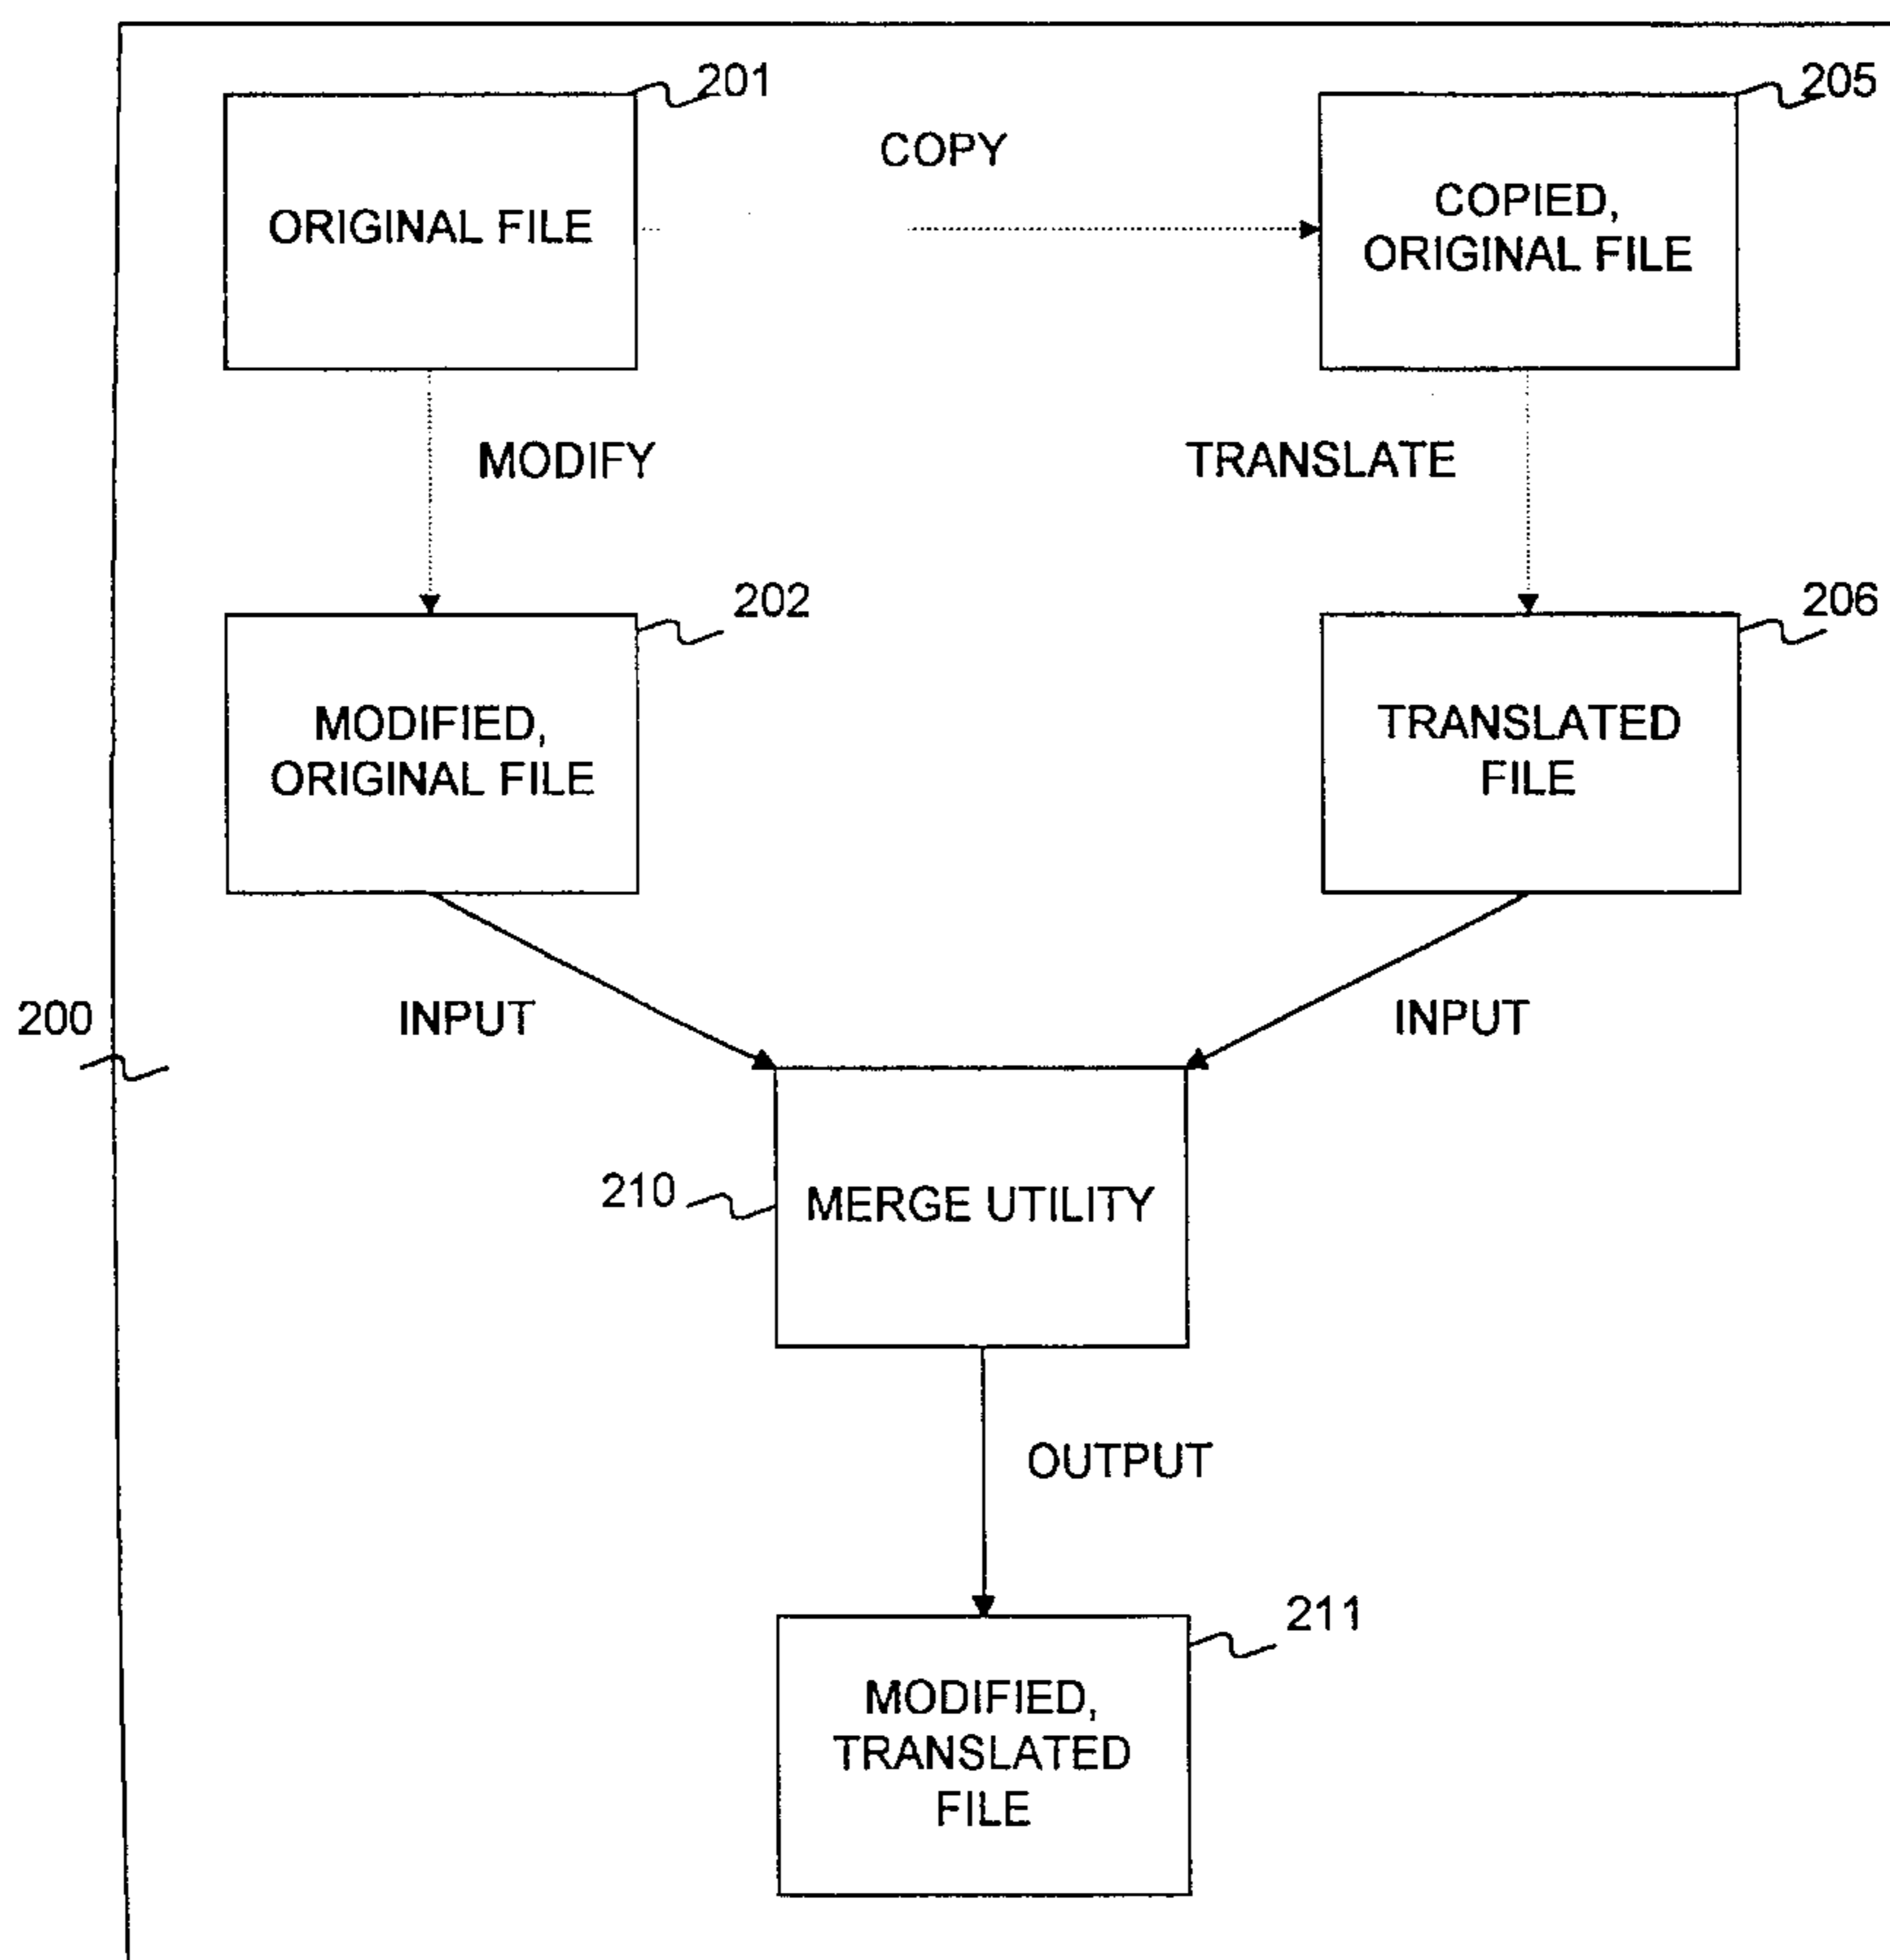 201
205
COPY
ORIGINAL FILE
COPIED,
ORIGINAL FILE
MODIFY
TRANSLATE
202
206
MODIFIED,
ORIGINAL FILE
TRANSLATED
FILE
200
INPUT
INPUT
210
MERGE UTILITY
OUTPUT
211
MODIFIED,
TRANSLATED
FILE